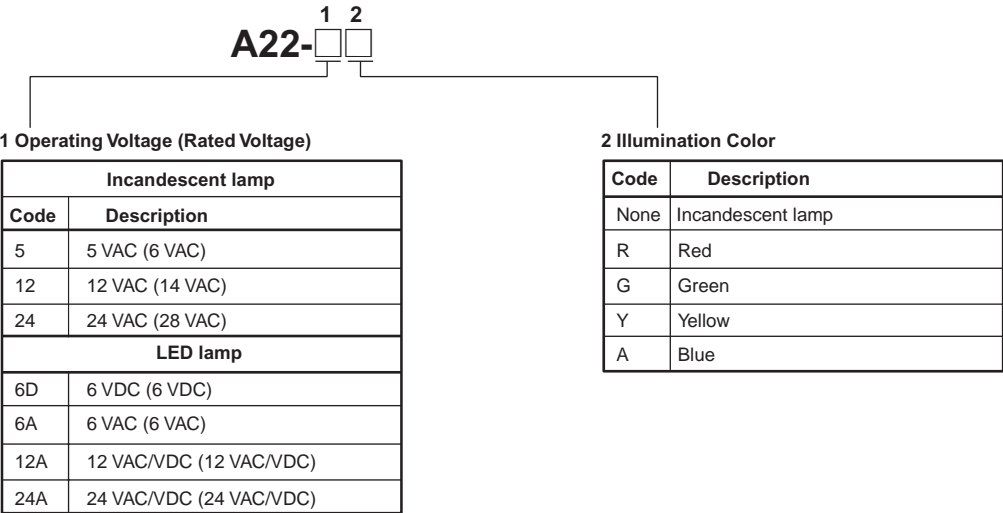 1 2
A22-□□
1 Operating Voltage (Rated Voltage)
Incandescent lamp
Code Description
5 5 VAC (6 VAC)
12 12 VAC (14 VAC)
24 24 VAC (28 VAC)
LED lamp
6D 6 VDC (6 VDC)
6A 6 VAC (6 VAC)
12A 12 VAC/VDC (12 VAC/VDC)
24A 24 VAC/VDC (24 VAC/VDC)
2 Illumination Color
Code Description
None Incandescent lamp
R Red
G Green
Y Yellow
A Blue